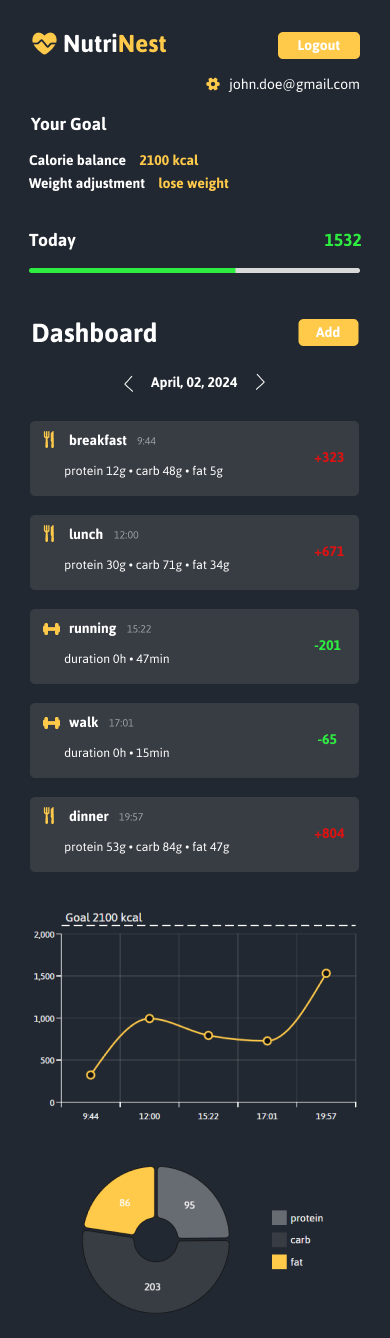 NutriNest
Logout
john.doe@gmail.com
Your Goal
Calorie balance 2100 kcal
Weight adjustment lose weight
Today 1532
Dashboard Add
April, 02, 2024
breakfast 9:44
+323
protein 12g • carb 48g • fat 5g
lunch 12:00
+671
protein 30g • carb 71g • fat 34g
running 15:22
-201
duration 0h • 47min
walk 17:01
-65
duration 0h • 15min
dinner 19:57
+804
protein 53g • carb 84g • fat 47g
Goal 2100 kcal
2,000
1,500
1,000
500
0
9:44 12:00 15:22 17:01 19:57
86 95
203
protein
carb
fat